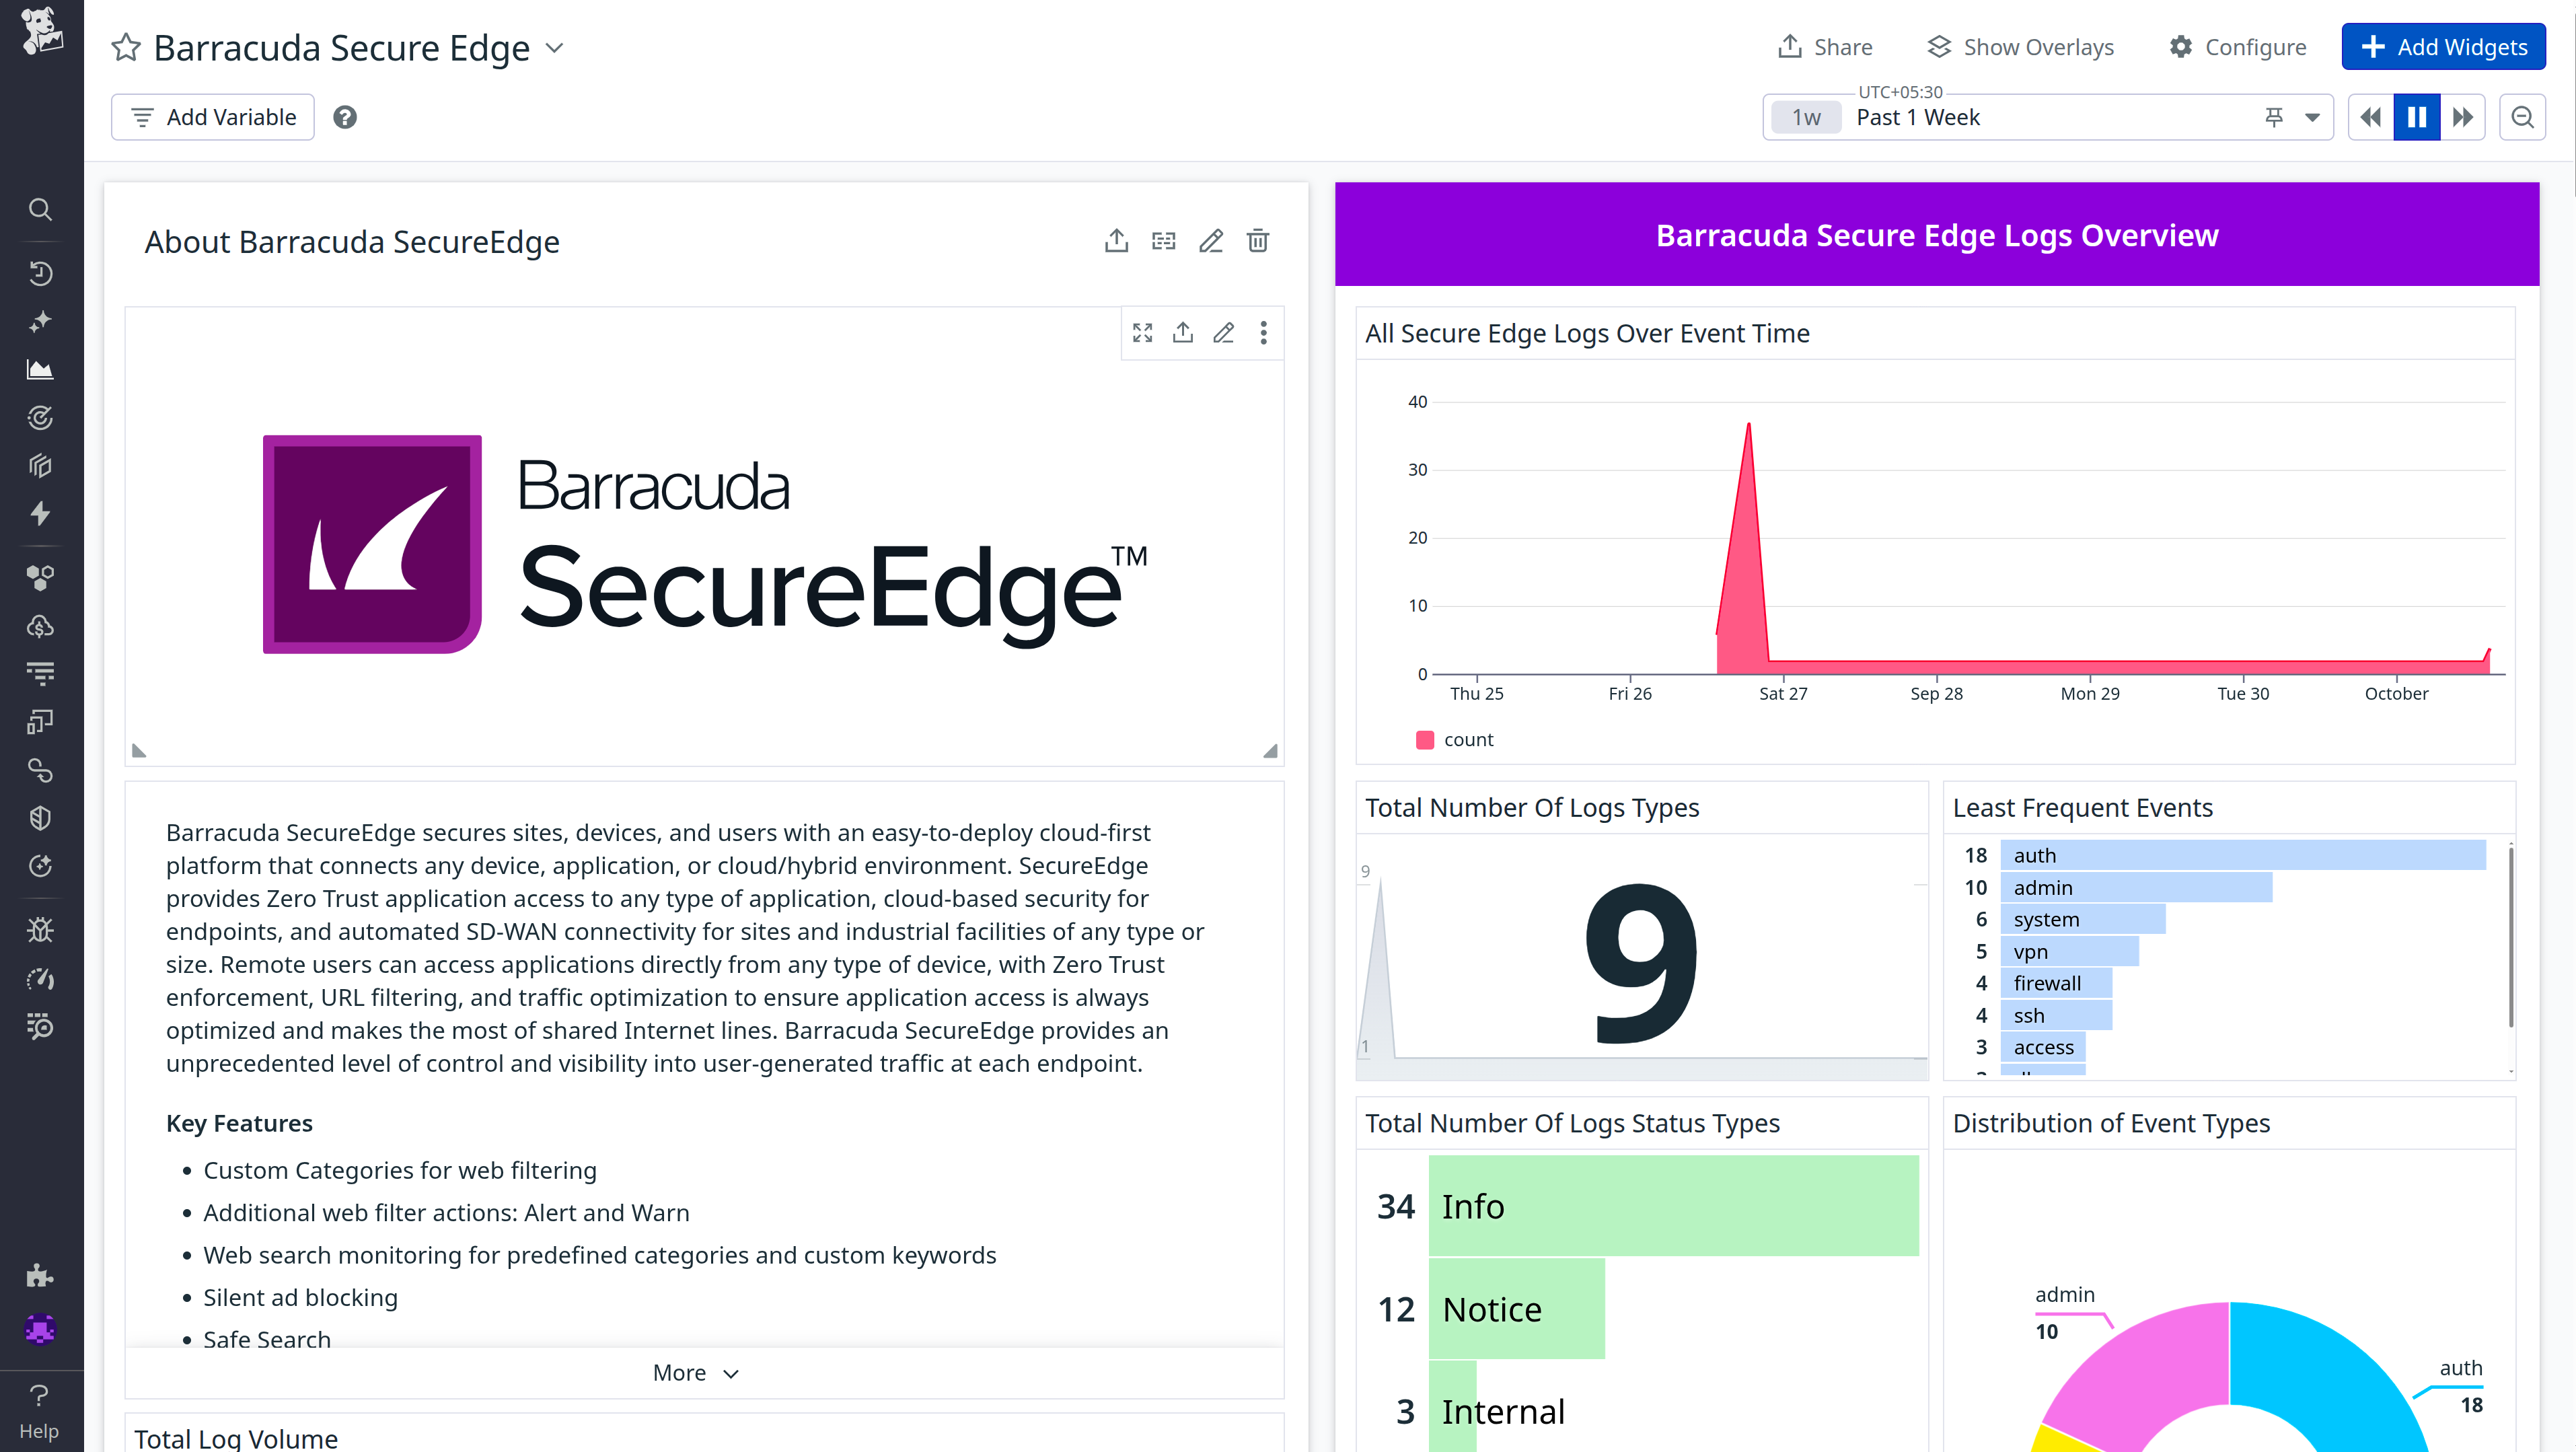 Barracuda Secure Edge
Share
Show Overlays
Configure
Add Widgets
Add Variable
UTC+05:30
1w
Past 1 Week
About Barracuda SecureEdge
Barracuda
SecureEdge™
Barracuda SecureEdge secures sites, devices, and users with an easy-to-deploy cloud-first
platform that connects any device, application, or cloud/hybrid environment. SecureEdge
provides Zero Trust application access to any type of application, cloud-based security for
endpoints, and automated SD-WAN connectivity for sites and industrial facilities of any type or
size. Remote users can access applications directly from any type of device, with Zero Trust
enforcement, URL filtering, and traffic optimization to ensure application access is always
optimized and makes the most of shared Internet lines. Barracuda SecureEdge provides an
unprecedented level of control and visibility into user-generated traffic at each endpoint.
Key Features
• Custom Categories for web filtering
• Additional web filter actions: Alert and Warn
• Web search monitoring for predefined categories and custom keywords
• Silent ad blocking
• Safe Search
More
Total Log Volume
Barracuda Secure Edge Logs Overview
All Secure Edge Logs Over Event Time
40
30
20
10
0
Thu 25
Fri 26
Sat 27
Sep 28
Mon 29
Tue 30
October
count
Total Number Of Logs Types
9
1
9
Least Frequent Events
18 auth
10 admin
6 system
5 vpn
4 firewall
4 ssh
3 access
Total Number Of Logs Status Types
34 Info
12 Notice
3 Internal
Distribution of Event Types
admin
10
auth
18
Help